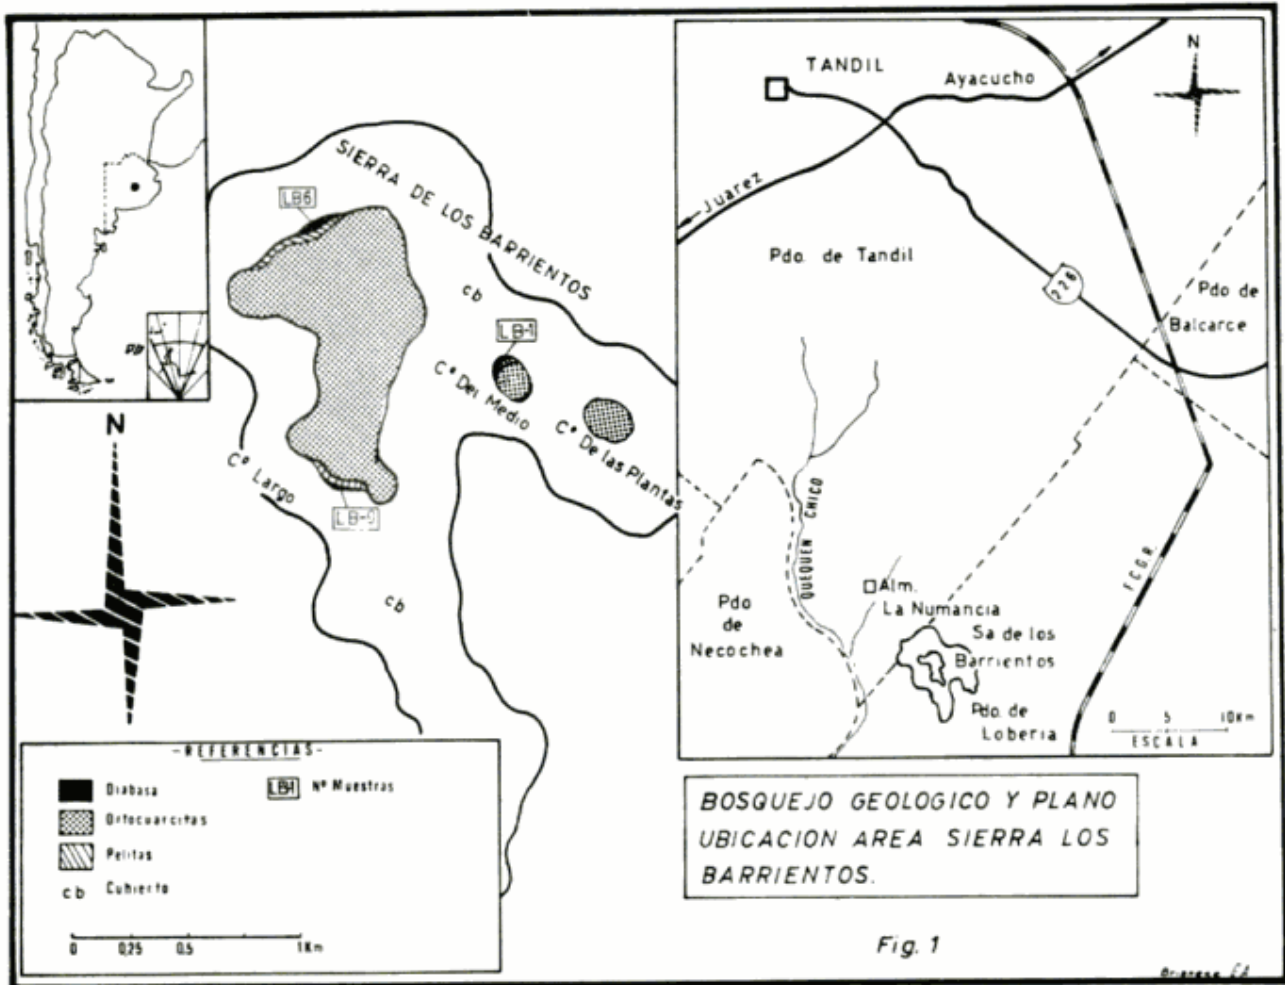 SIERRA DE LOS BARRIENTOS
LB6
cb
LB-1
Cº Del Medio
Cº De las Plantas
Cº Largo
LB-9
cb
N
-REFERENCIAS-
Diabasa
LB1 Nº Muestras
Ortocuarcitas
Pelitas
cb Cubierto
0 0,25 0,5 1Km
TANDIL
Ayacucho
N
Juarez
Pdo. de Tandil
226
Pdo de
Balcarce
QUEQUEN CHICO
F.C.G.R.
Alm.
La Numancia
Pdo
de
Necochea
Sa de los
Barrientos
Pdo. de
Loberia
0 5 10Km
ESCALA
BOSQUEJO GEOLOGICO Y PLANO
UBICACION AREA SIERRA LOS
BARRIENTOS.
Fig. 1